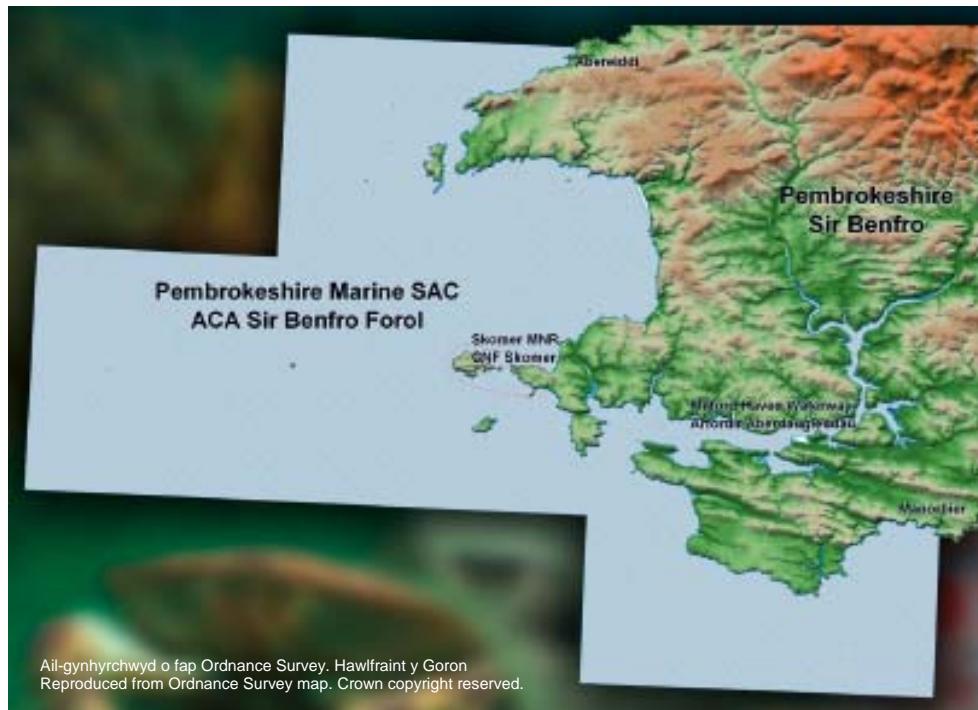 Abereiddi
Pembrokeshire
Sir Benfro
Pembrokeshire Marine SAC
ACA Sir Benfro Forol
Skomer MNR
GNF Skomer
Milford Haven Waterway
Aberdaugleddau
Manorbier
Ail-gynhyrchwyd o fap Ordnance Survey. Hawlfraint y Goron
Reproduced from Ordnance Survey map. Crown copyright reserved.